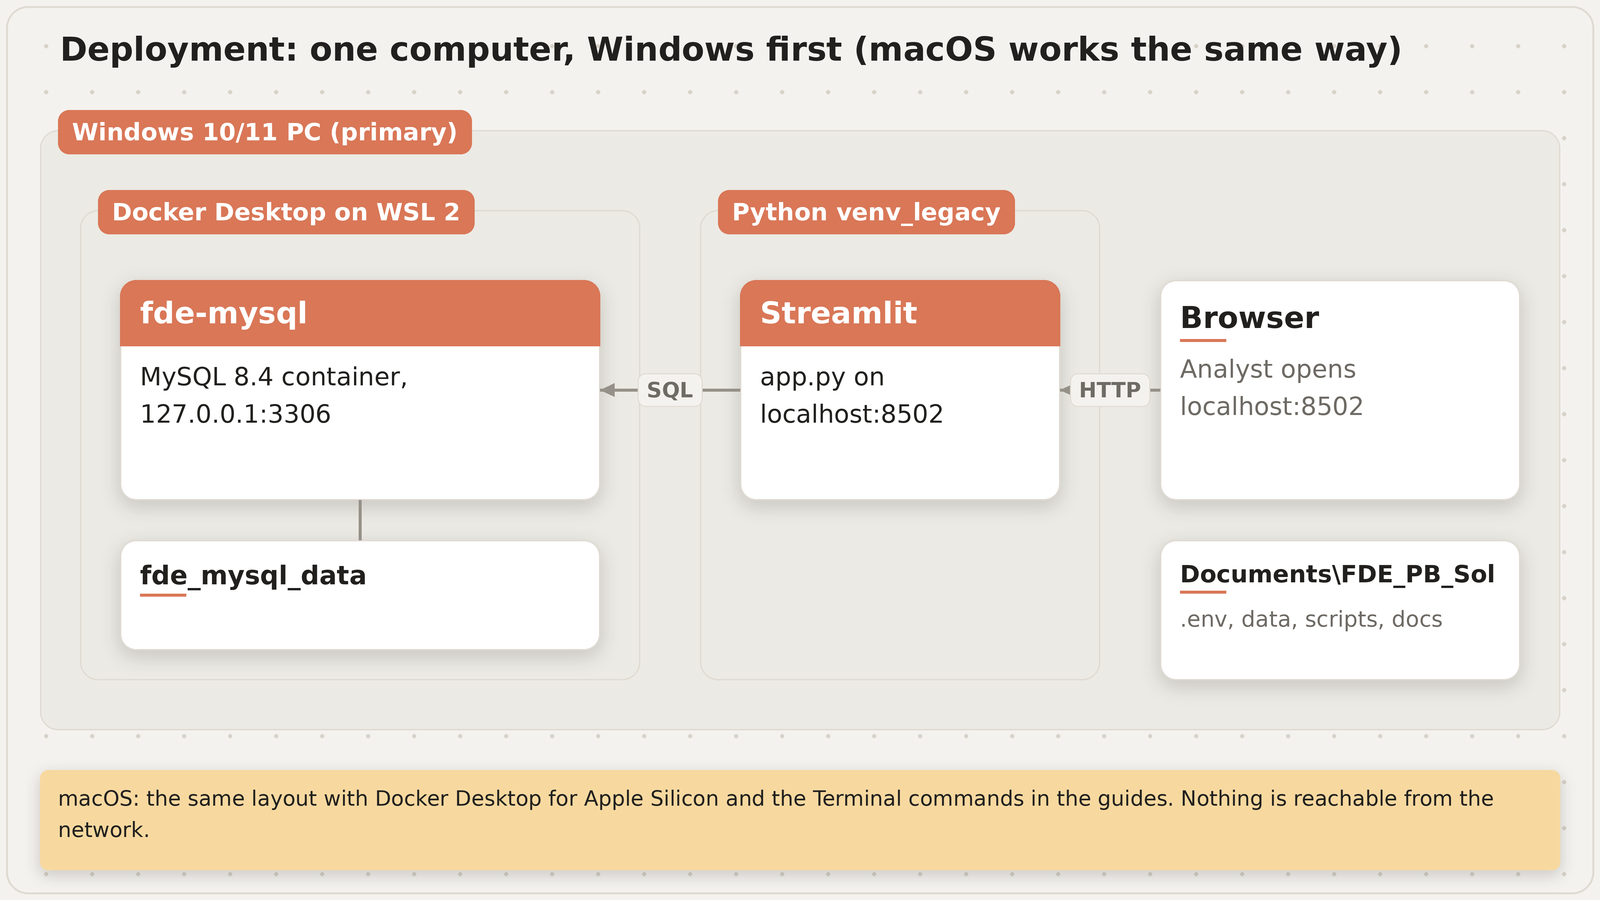 Deployment: one computer, Windows first (macOS works the same way)
Windows 10/11 PC (primary)
Docker Desktop on WSL 2
Python venv_legacy
fde-mysql
MySQL 8.4 container,
127.0.0.1:3306
SQL
Streamlit
app.py on
localhost:8502
HTTP
Browser
Analyst opens
localhost:8502
fde_mysql_data
Documents\FDE_PB_Sol
.env, data, scripts, docs
macOS: the same layout with Docker Desktop for Apple Silicon and the Terminal commands in the guides. Nothing is reachable from the
network.